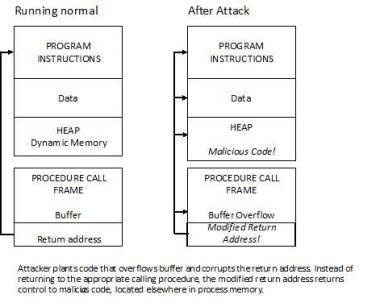 Running normal
After Attack
PROGRAM
INSTRUCTIONS
Data
HEAP
Dynamic Memory
PROCEDURE CALL
FRAME
Buffer
Return address
PROGRAM
INSTRUCTIONS
Data
HEAP
Malicious Code!
PROCEDURE CALL
FRAME
Buffer Overflow
Modified Return
Address!
Attacker plants code that overflows buffer and corrupts the return address. Instead of
returning to the appropriate calling procedure, the modified return address returns
control to malicius code, located elsewhere in process memory.